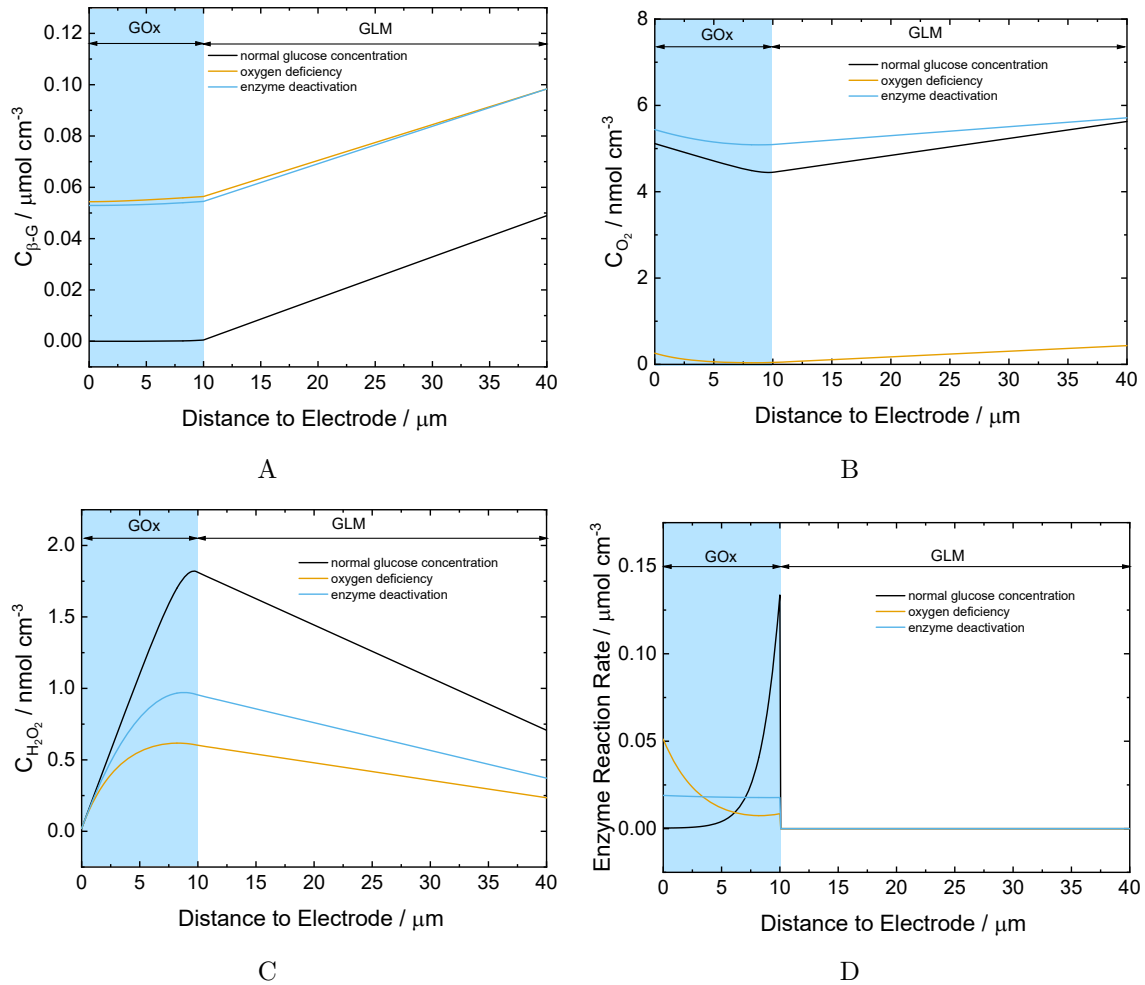 GOx
GLM
normal glucose concentration
oxygen deficiency
enzyme deactivation
0.12
0.10
0.08
0.06
0.04
0.02
0.00
C_{β-G} / μmol cm^{-3}
0 5 10 15 20 25 30 35 40
Distance to Electrode / μm
A
GOx
GLM
normal glucose concentration
oxygen deficiency
enzyme deactivation
8
6
4
2
0
C_{O_2} / nmol cm^{-3}
0 5 10 15 20 25 30 35 40
Distance to Electrode / μm
B
GOx
GLM
normal glucose concentration
oxygen deficiency
enzyme deactivation
2.0
1.5
1.0
0.5
0.0
C_{H_2O_2} / nmol cm^{-3}
0 5 10 15 20 25 30 35 40
Distance to Electrode / μm
C
GOx
GLM
normal glucose concentration
oxygen deficiency
enzyme deactivation
0.15
0.10
0.05
0.00
Enzyme Reaction Rate / μmol cm^{-3}
0 5 10 15 20 25 30 35 40
Distance to Electrode / μm
D